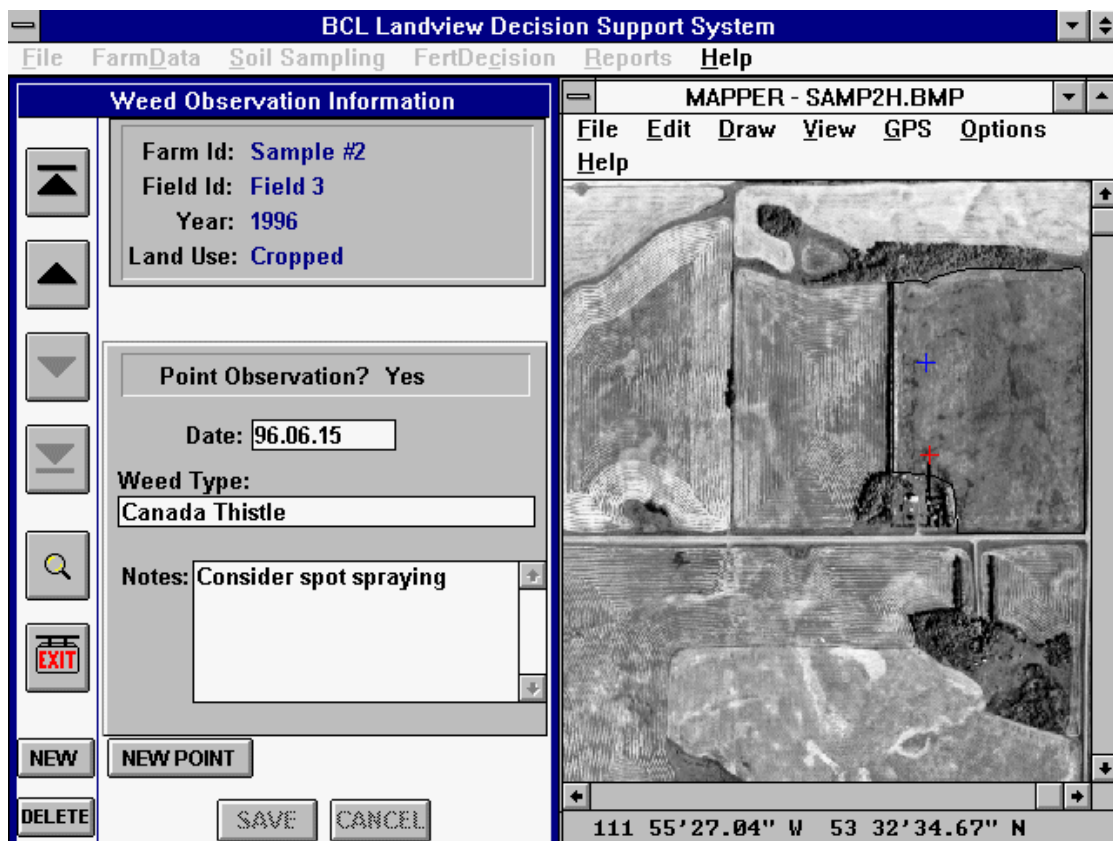 BCL Landview Decision Support System
File FarmData Soil Sampling FertDecision Reports Help
Weed Observation Information
Farm Id: Sample #2
Field Id: Field 3
Year: 1996
Land Use: Cropped
Point Observation? Yes
Date: 96.06.15
Weed Type:
Canada Thistle
Notes: Consider spot spraying
EXIT
NEW
NEW POINT
DELETE
SAVE
CANCEL
MAPPER - SAMP2H.BMP
File Edit Draw View GPS Options
Help
111 55'27.04" W 53 32'34.67" N